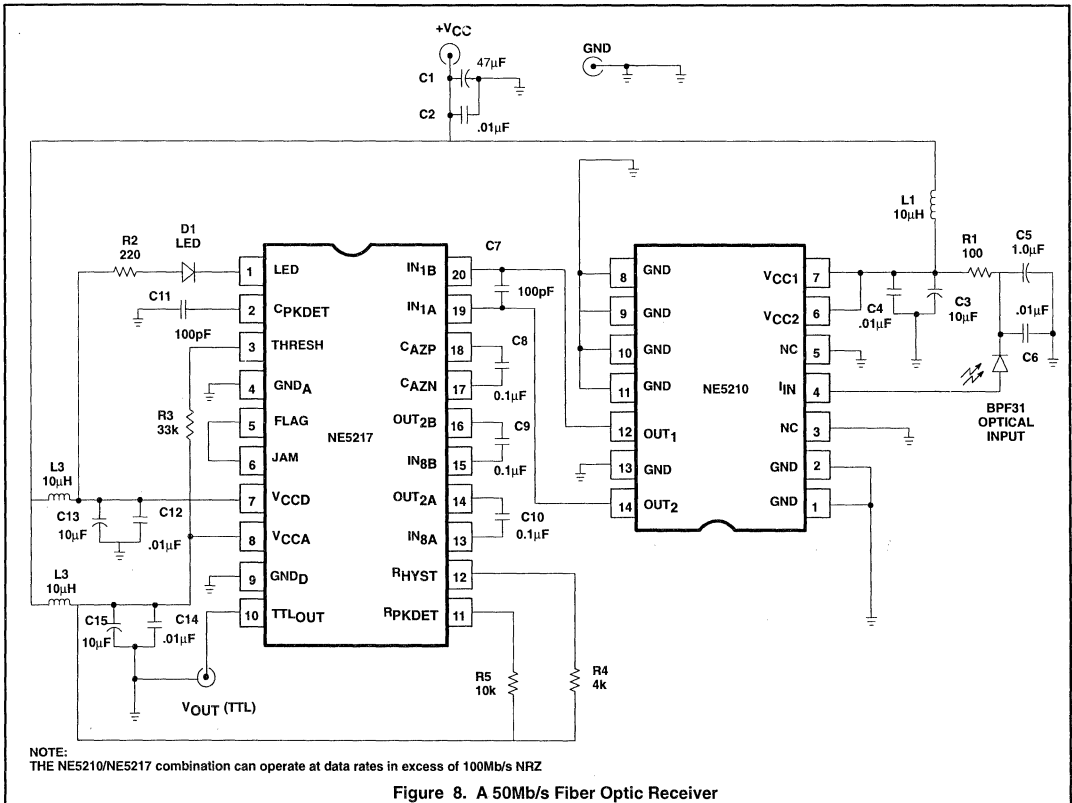 +VCC
GND
C1
47µF
C2
.01µF
L1
10µH
R2
220
D1
LED
C11
100pF
R3
33k
L3
10µH
C13
10µF
C12
.01µF
L3
10µH
C15
10µF
C14
.01µF
VOUT (TTL)
1 LED
2 CPKDET
3 THRESH
4 GNDA
5 FLAG
6 JAM
7 VCCD
8 VCCA
9 GNDD
10 TTLOUT
NE5217
IN1B 20
IN1A 19
CAZP 18
CAZN 17
OUT2B 16
IN8B 15
OUT2A 14
IN8A 13
RHYST 12
RPKDET 11
C7
100pF
C8
0.1µF
C9
0.1µF
C10
0.1µF
R5
10k
R4
4k
8 GND
9 GND
10 GND
11 GND
12 OUT1
13 GND
14 OUT2
NE5210
VCC1 7
VCC2 6
NC 5
IIN 4
NC 3
GND 2
GND 1
R1
100
C5
1.0µF
C4
.01µF
C3
10µF
.01µF
C6
BPF31
OPTICAL
INPUT
NOTE:
THE NE5210/NE5217 combination can operate at data rates in excess of 100Mb/s NRZ
Figure 8. A 50Mb/s Fiber Optic Receiver